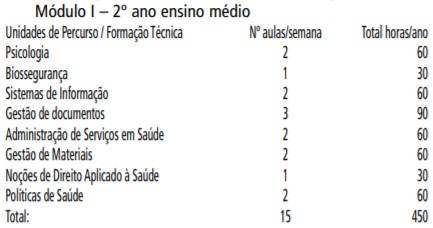 Módulo I – 2º ano ensino médio
Unidades de Percurso / Formação Técnica Nº aulas/semana Total horas/ano
Psicologia 2 60
Biossegurança 1 30
Sistemas de Informação 2 60
Gestão de documentos 3 90
Administração de Serviços em Saúde 2 60
Gestão de Materiais 2 60
Noções de Direito Aplicado à Saúde 1 30
Políticas de Saúde 2 60
Total: 15 450